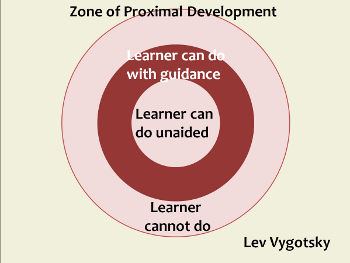 Zone of Proximal Development
Learner can do
with guidance
Learner can
do unaided
Learner
cannot do
Lev Vygotsky